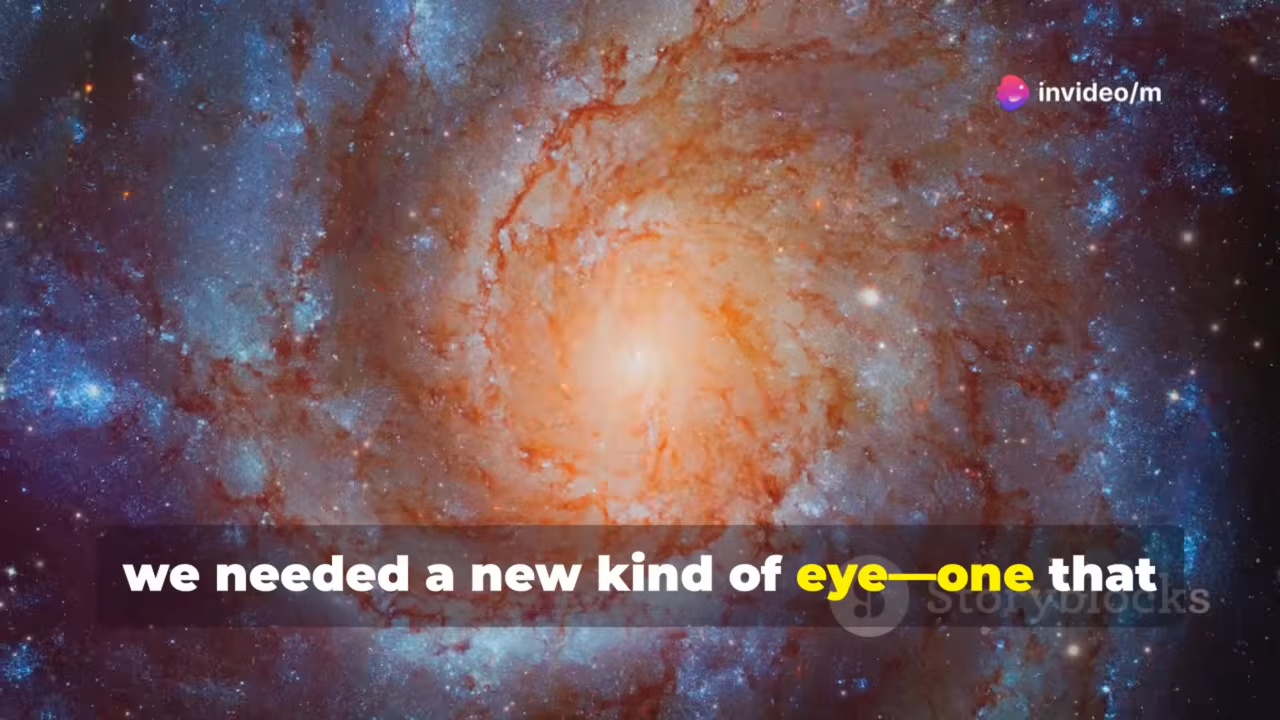 invideo/m
we needed a new kind of eye—one that
Storyblocks